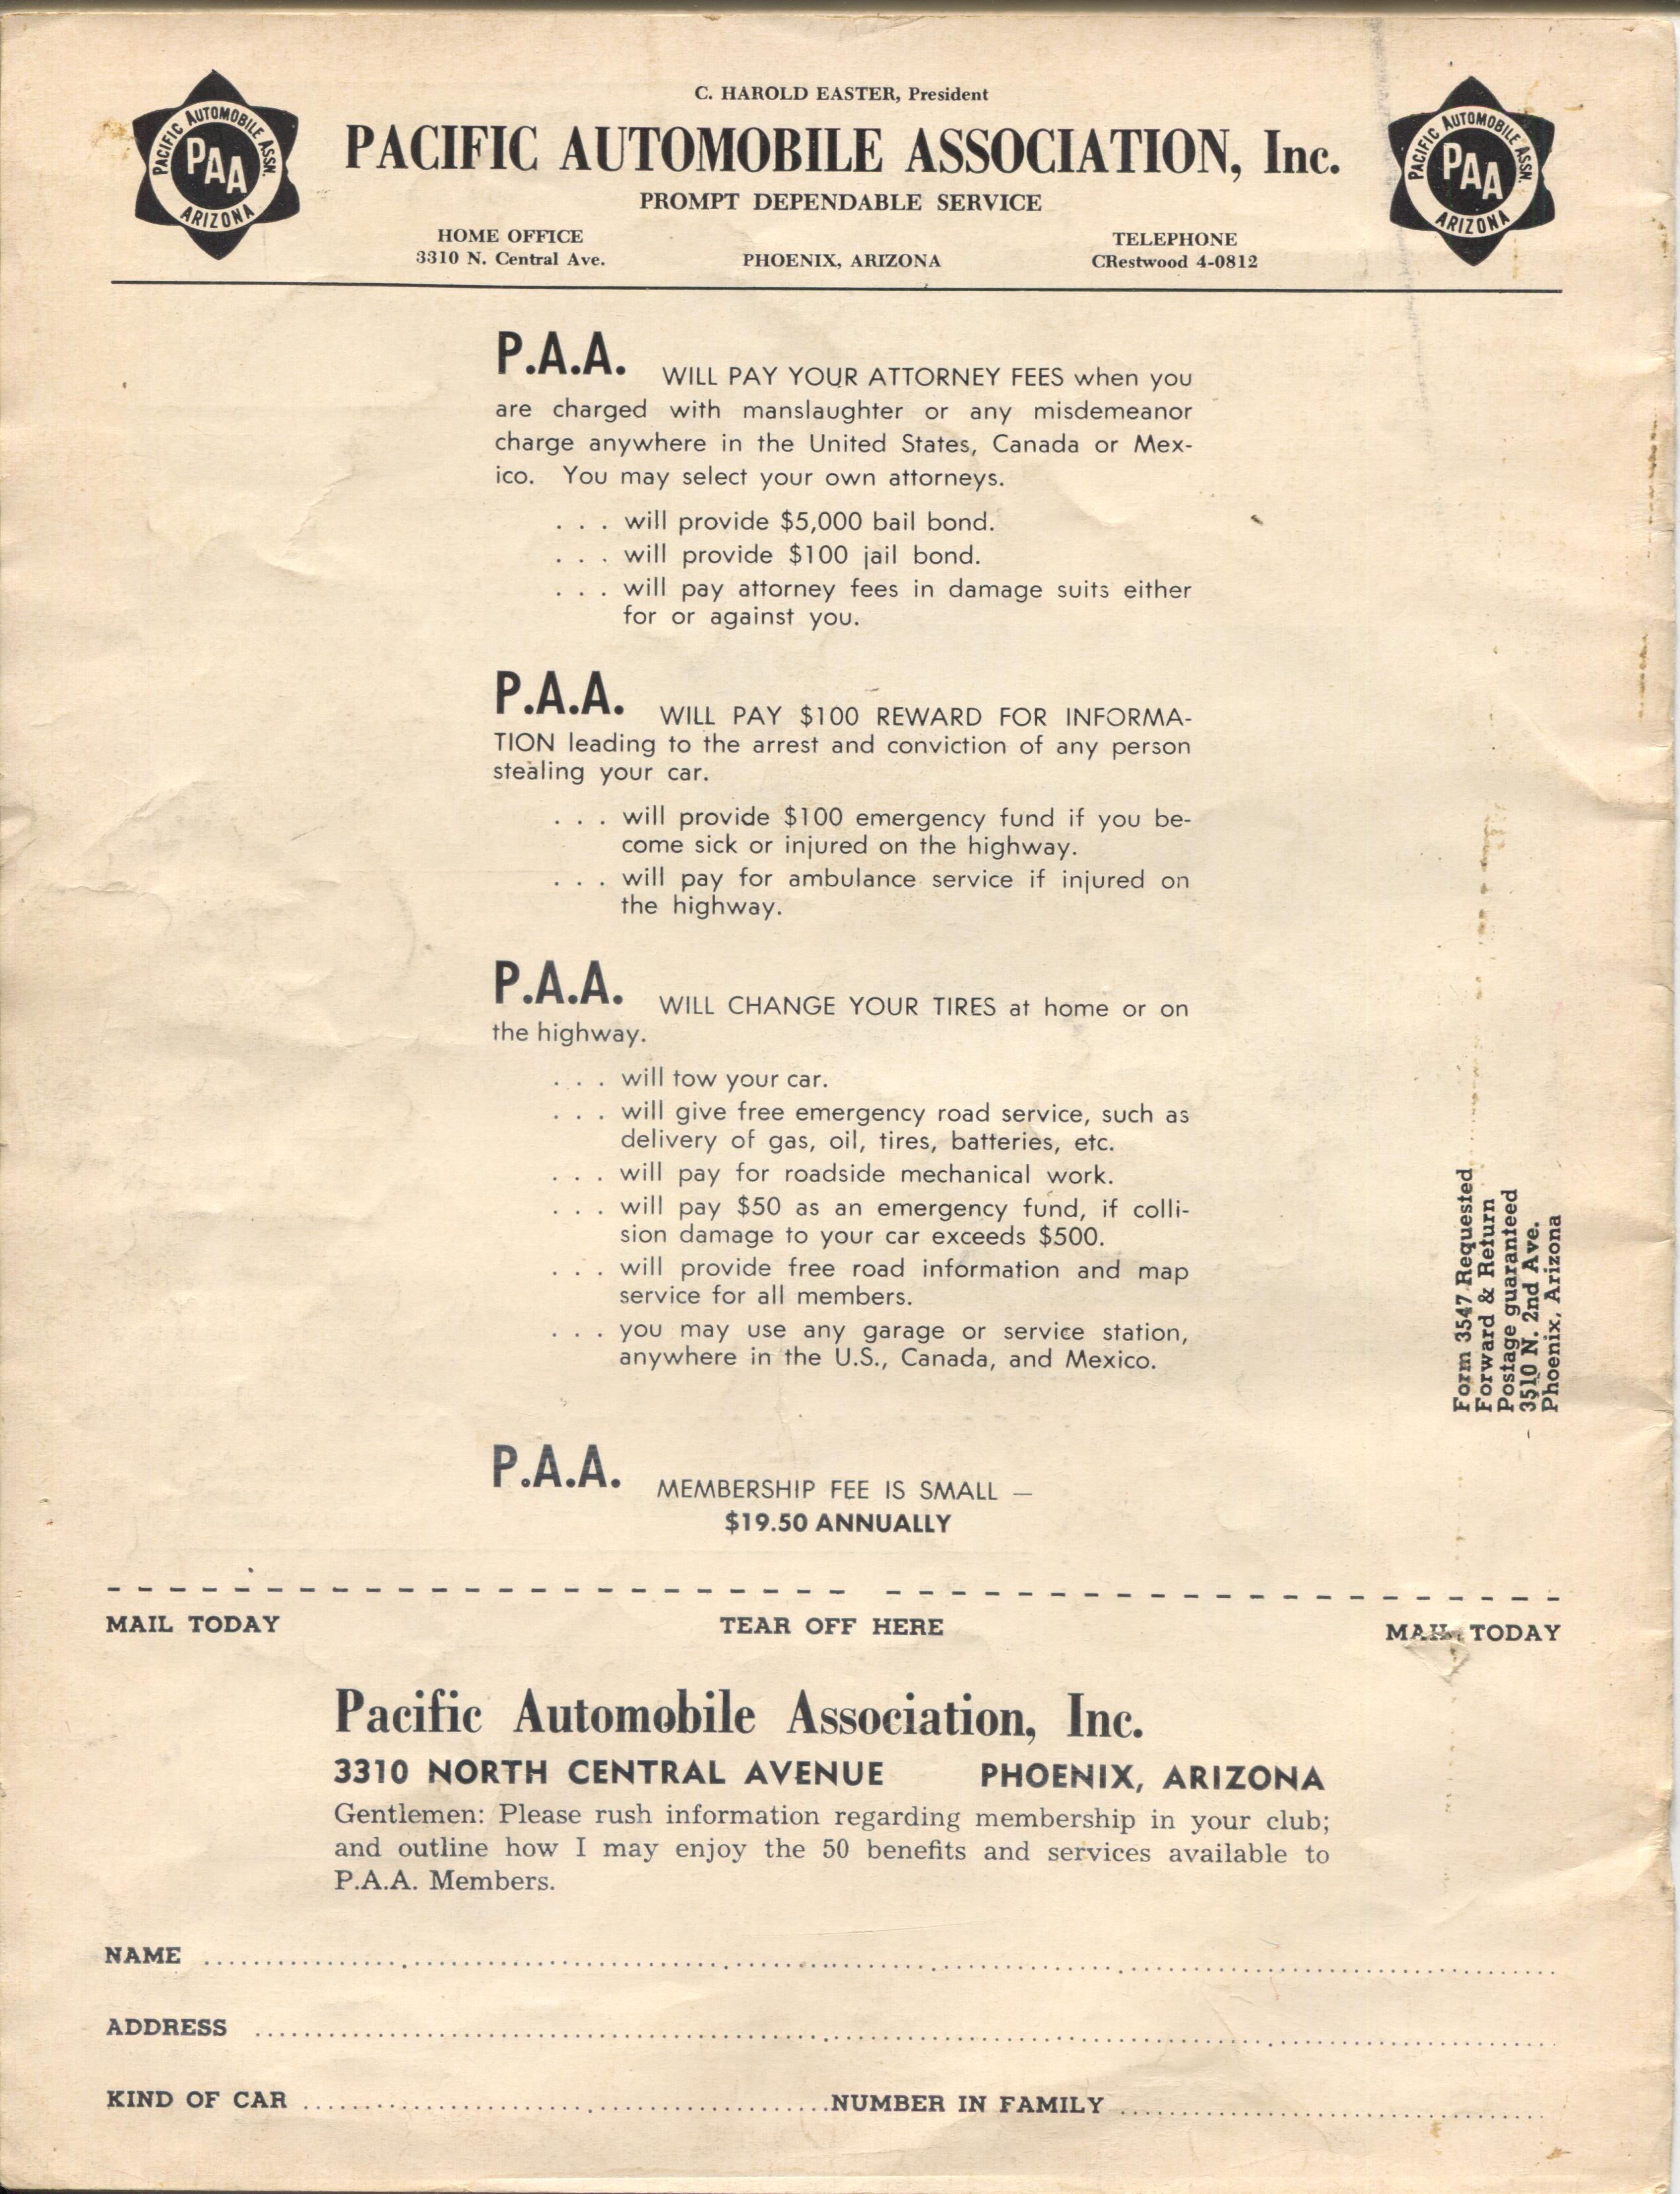 C. HAROLD EASTER, President
PACIFIC AUTOMOBILE ASSOCIATION, Inc.
PROMPT DEPENDABLE SERVICE
PACIFIC AUTOMOBILE ASSN.
PAA
ARIZONA
PACIFIC AUTOMOBILE ASSN.
PAA
ARIZONA
HOME OFFICE
3310 N. Central Ave.
PHOENIX, ARIZONA
TELEPHONE
CRestwood 4-0812
P.A.A. WILL PAY YOUR ATTORNEY FEES when you
are charged with manslaughter or any misdemeanor
charge anywhere in the United States, Canada or Mex-
ico. You may select your own attorneys.
. . . will provide $5,000 bail bond.
. . . will provide $100 jail bond.
. . . will pay attorney fees in damage suits either
for or against you.
P.A.A. WILL PAY $100 REWARD FOR INFORMA-
TION leading to the arrest and conviction of any person
stealing your car.
. . . will provide $100 emergency fund if you be-
come sick or injured on the highway.
. . . will pay for ambulance service if injured on
the highway.
P.A.A. WILL CHANGE YOUR TIRES at home or on
the highway.
. . . will tow your car.
. . . will give free emergency road service, such as
delivery of gas, oil, tires, batteries, etc.
. . . will pay for roadside mechanical work.
. . . will pay $50 as an emergency fund, if colli-
sion damage to your car exceeds $500.
. . . will provide free road information and map
service for all members.
. . . you may use any garage or service station,
anywhere in the U.S., Canada, and Mexico.
P.A.A. MEMBERSHIP FEE IS SMALL —
$19.50 ANNUALLY
Form 3547 Requested
Forward & Return
Postage guaranteed
3510 N. 2nd Ave.
Phoenix, Arizona
MAIL TODAY TEAR OFF HERE MAIL TODAY
Pacific Automobile Association, Inc.
3310 NORTH CENTRAL AVENUE PHOENIX, ARIZONA
Gentlemen: Please rush information regarding membership in your club;
and outline how I may enjoy the 50 benefits and services available to
P.A.A. Members.
NAME
ADDRESS
KIND OF CAR NUMBER IN FAMILY